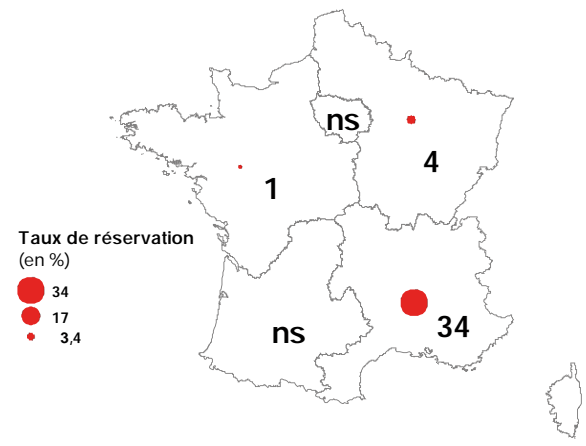 ns
4
1
Taux de réservation
(en %)
34
17
3,4
ns
34